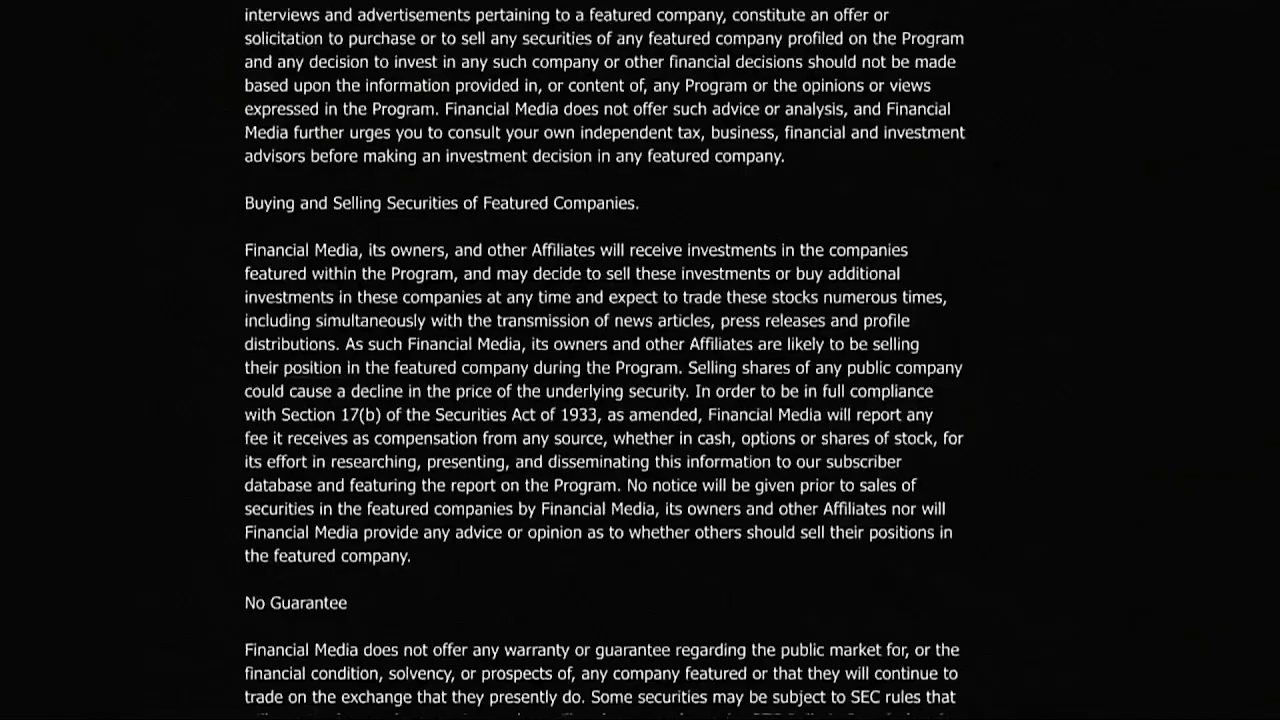 interviews and advertisements pertaining to a featured company, constitute an offer or
solicitation to purchase or to sell any securities of any featured company profiled on the Program
and any decision to invest in any such company or other financial decisions should not be made
based upon the information provided in, or content of, any Program or the opinions or views
expressed in the Program. Financial Media does not offer such advice or analysis, and Financial
Media further urges you to consult your own independent tax, business, financial and investment
advisors before making an investment decision in any featured company.
Buying and Selling Securities of Featured Companies.
Financial Media, its owners, and other Affiliates will receive investments in the companies
featured within the Program, and may decide to sell these investments or buy additional
investments in these companies at any time and expect to trade these stocks numerous times,
including simultaneously with the transmission of news articles, press releases and profile
distributions. As such Financial Media, its owners and other Affiliates are likely to be selling
their position in the featured company during the Program. Selling shares of any public company
could cause a decline in the price of the underlying security. In order to be in full compliance
with Section 17(b) of the Securities Act of 1933, as amended, Financial Media will report any
fee it receives as compensation from any source, whether in cash, options or shares of stock, for
its effort in researching, presenting, and disseminating this information to our subscriber
database and featuring the report on the Program. No notice will be given prior to sales of
securities in the featured companies by Financial Media, its owners and other Affiliates nor will
Financial Media provide any advice or opinion as to whether others should sell their positions in
the featured company.
No Guarantee
Financial Media does not offer any warranty or guarantee regarding the public market for, or the
financial condition, solvency, or prospects of, any company featured or that they will continue to
trade on the exchange that they presently do. Some securities may be subject to SEC rules that